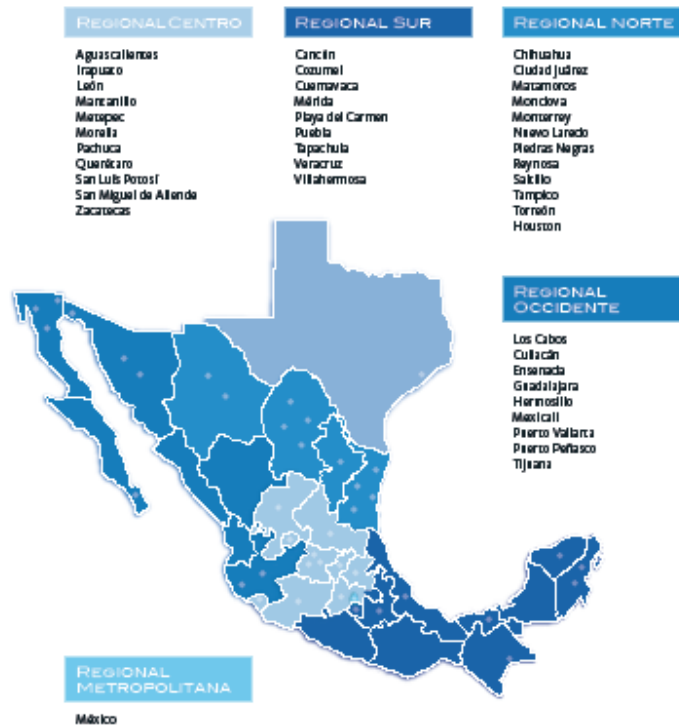 REGIONAL CENTRO
Aguascalientes
Irapuato
León
Manzanillo
Metepec
Morelia
Pachuca
Querétaro
San Luis Potosí
San Miguel de Allende
Zacatecas
REGIONAL SUR
Cancún
Cozumel
Cuernavaca
Mérida
Playa del Carmen
Puebla
Tapachula
Veracruz
Villahermosa
REGIONAL NORTE
Chihuahua
Ciudad Juárez
Matamoros
Monclova
Monterrey
Nuevo Laredo
Piedras Negras
Reynosa
Saltillo
Tampico
Torreón
Houston
REGIONAL
OCCIDENTE
Los Cabos
Culiacán
Ensenada
Guadalajara
Hermosillo
Mexicali
Puerto Vallarta
Puerto Peñasco
Tijuana
REGIONAL
METROPOLITANA
México